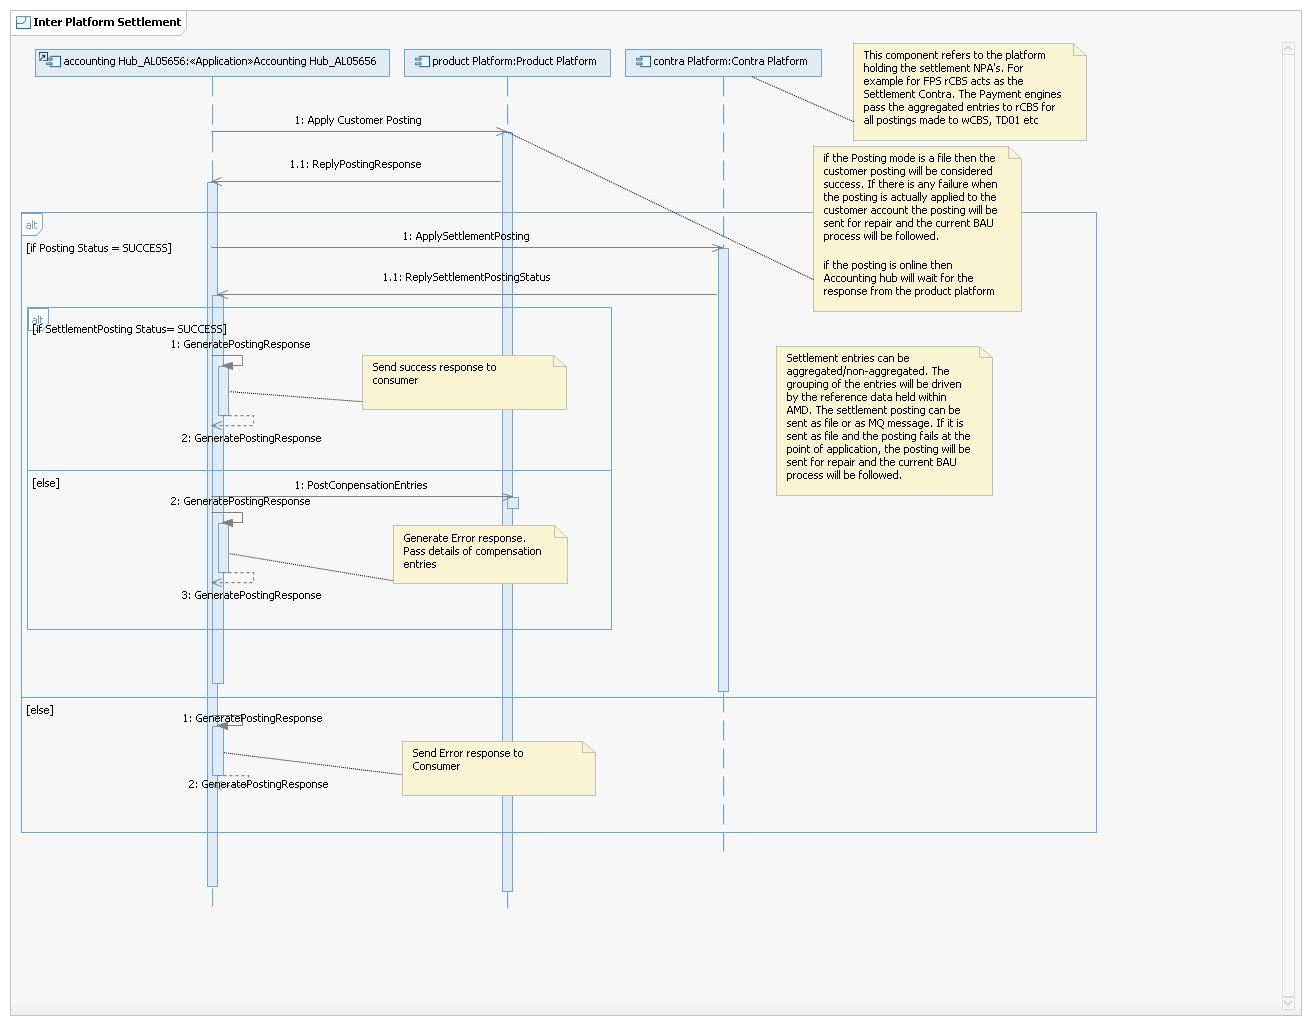 Inter Platform Settlement
accounting Hub_AL05656:«Application»Accounting Hub_AL05656
product Platform:Product Platform
contra Platform:Contra Platform
This component refers to the platform
holding the settlement NPA's. For
example for FPS rCBS acts as the
Settlement Contra. The Payment engines
pass the aggregated entries to rCBS for
all postings made to wCBS, TD01 etc
1: Apply Customer Posting
1.1: ReplyPostingResponse
if the Posting mode is a file then the
customer posting will be considered
success. If there is any failure when
the posting is actually applied to the
customer account the posting will be
sent for repair and the current BAU
process will be followed.
if the posting is online then
Accounting hub will wait for the
response from the product platform
alt
[if Posting Status = SUCCESS]
1: ApplySettlementPosting
1.1: ReplySettlementPostingStatus
alt
[if SettlementPosting Status= SUCCESS]
1: GeneratePostingResponse
Send success response to
consumer
2: GeneratePostingResponse
Settlement entries can be
aggregated/non-aggregated. The
grouping of the entries will be driven
by the reference data held within
AMD. The settlement posting can be
sent as file or as MQ message. If it is
sent as file and the posting fails at the
point of application, the posting will be
sent for repair and the current BAU
process will be followed.
[else]
1: PostConpensationEntries
2: GeneratePostingResponse
Generate Error response.
Pass details of compensation
entries
3: GeneratePostingResponse
[else]
1: GeneratePostingResponse
Send Error response to
Consumer
2: GeneratePostingResponse